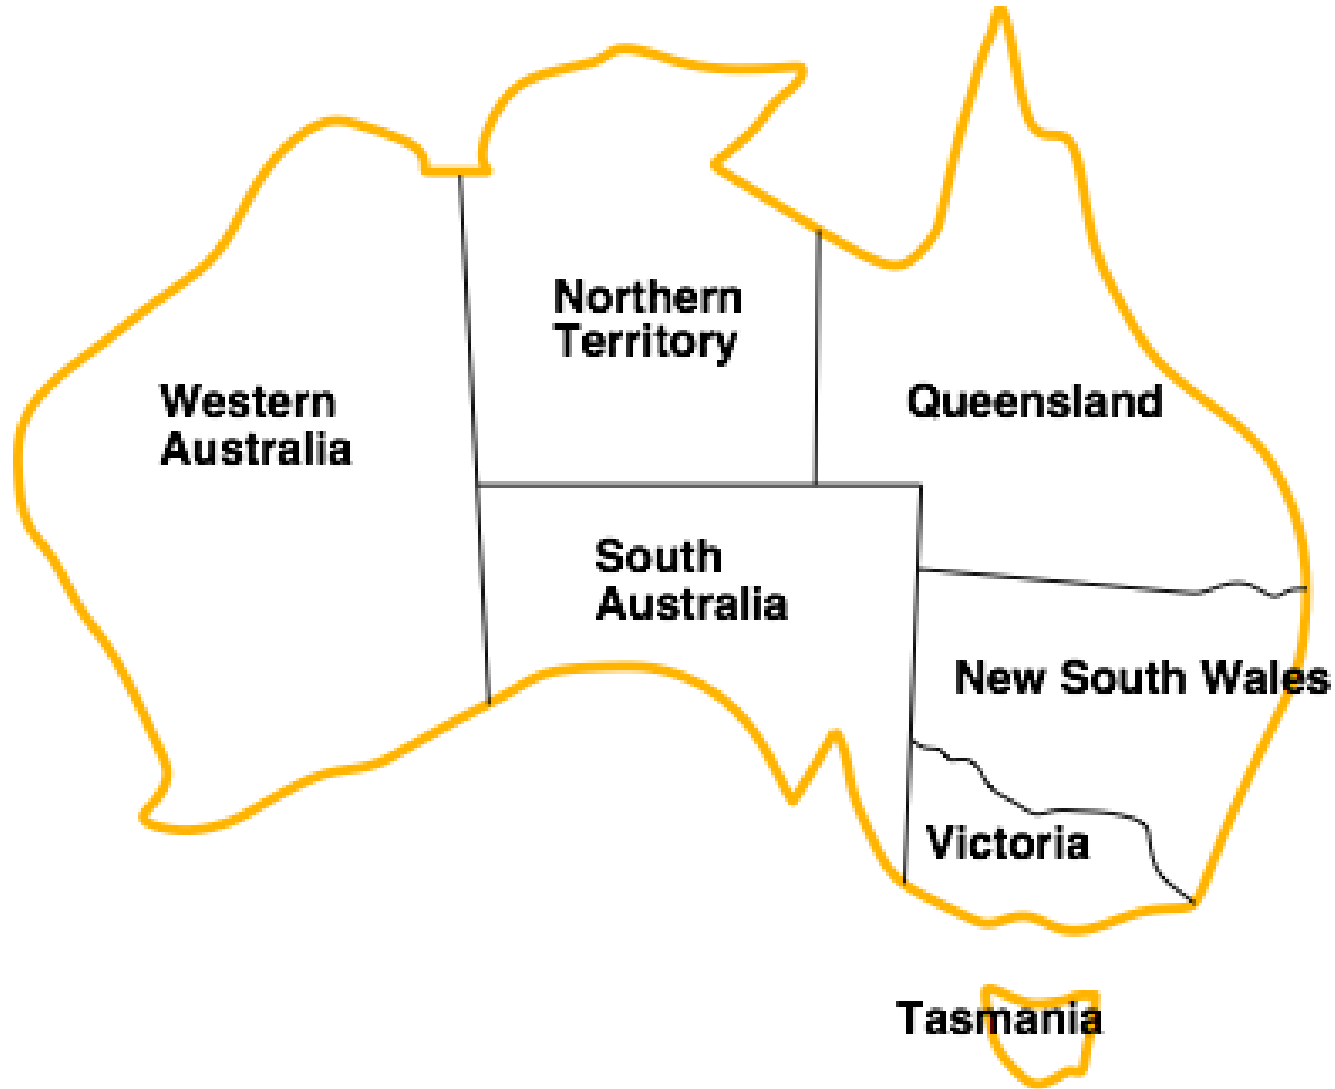 Northern
Territory
Western
Australia
Queensland
South
Australia
New South Wales
Victoria
Tasmania